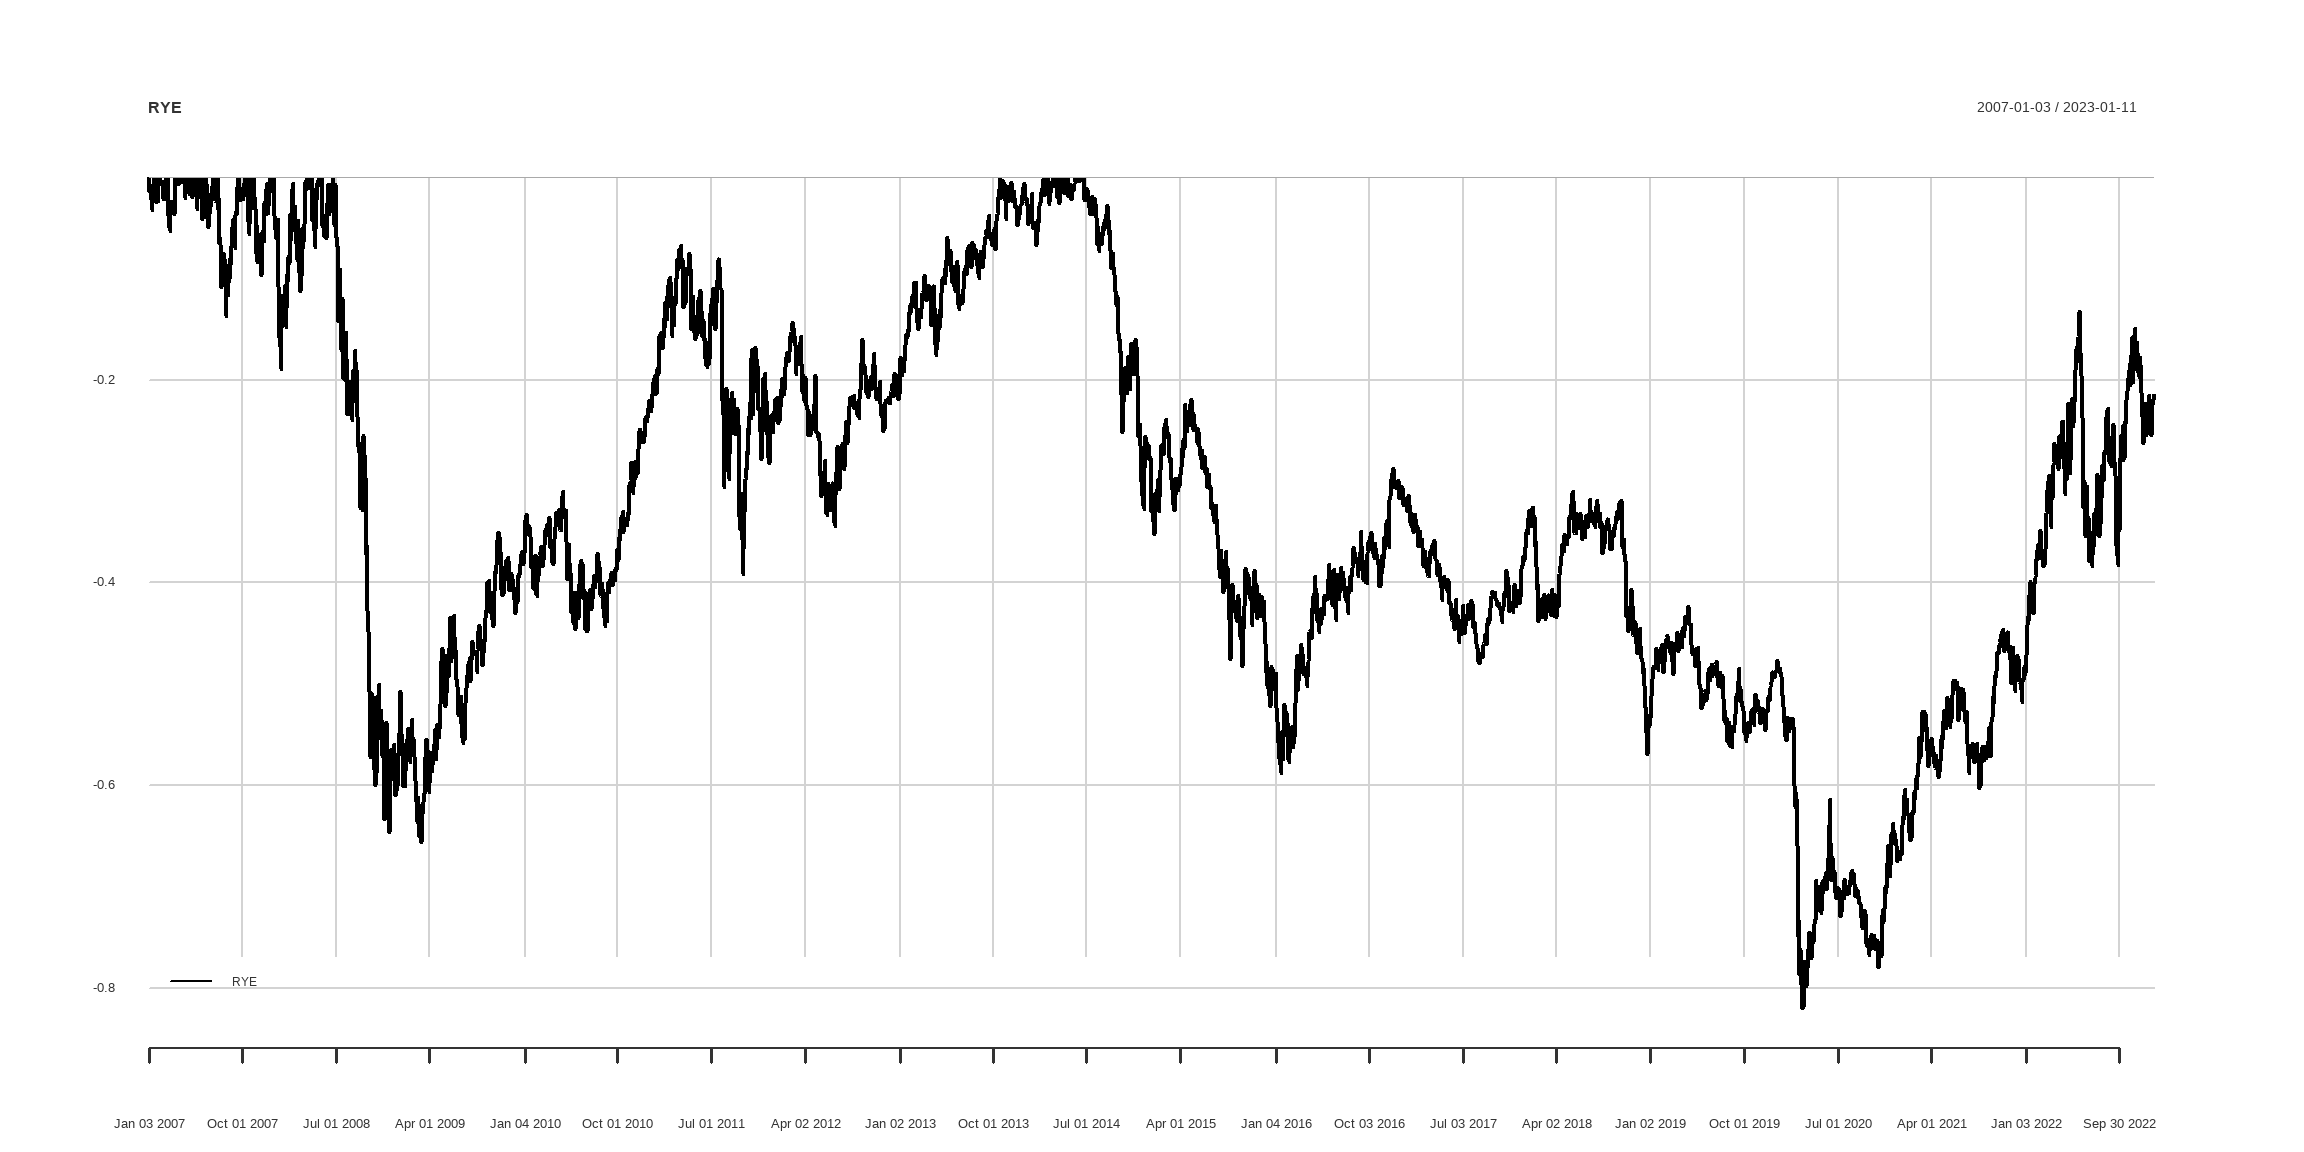 RYE
2007-01-03 / 2023-01-11
-0.2
-0.4
-0.6
-0.8
RYE
Jan 03 2007 Oct 01 2007 Jul 01 2008 Apr 01 2009 Jan 04 2010 Oct 01 2010 Jul 01 2011 Apr 02 2012 Jan 02 2013 Oct 01 2013 Jul 01 2014 Apr 01 2015 Jan 04 2016 Oct 03 2016 Jul 03 2017 Apr 02 2018 Jan 02 2019 Oct 01 2019 Jul 01 2020 Apr 01 2021 Jan 03 2022 Sep 30 2022